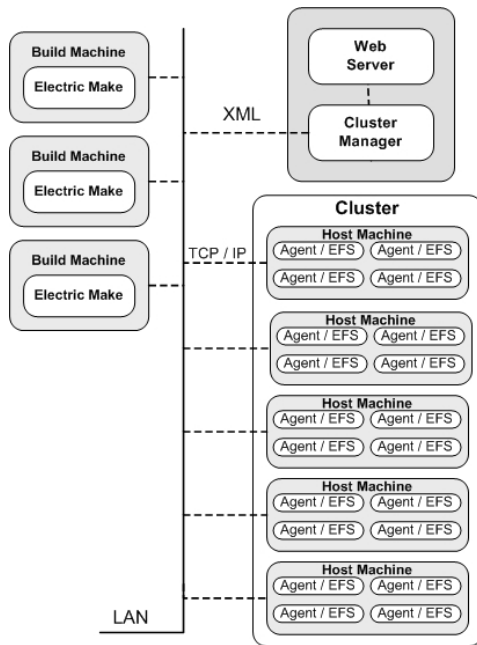 Build Machine
Electric Make
Build Machine
Electric Make
Build Machine
Electric Make
Web
Server
XML
Cluster
Manager
Cluster
TCP / IP
Host Machine
Agent / EFS Agent / EFS
Agent / EFS Agent / EFS
Host Machine
Agent / EFS Agent / EFS
Agent / EFS Agent / EFS
Host Machine
Agent / EFS Agent / EFS
Agent / EFS Agent / EFS
Host Machine
Agent / EFS Agent / EFS
Agent / EFS Agent / EFS
Host Machine
Agent / EFS Agent / EFS
Agent / EFS Agent / EFS
LAN